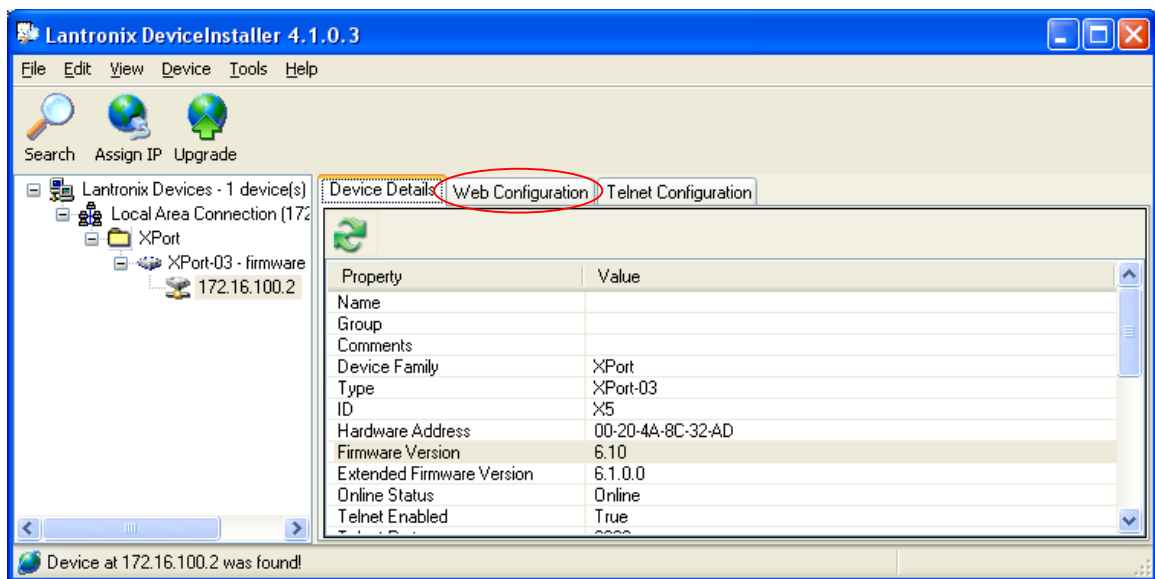 Lantronix DeviceInstaller 4.1.0.3
File Edit View Device Tools Help
Search Assign IP Upgrade
Lantronix Devices - 1 device(s)
Local Area Connection (172
XPort
XPort-03 - firmware
172.16.100.2
Device Details Web Configuration Telnet Configuration
Property Value
Name
Group
Comments
Device Family XPort
Type XPort-03
ID X5
Hardware Address 00-20-4A-8C-32-AD
Firmware Version 6.10
Extended Firmware Version 6.1.0.0
Online Status Online
Telnet Enabled True
Device at 172.16.100.2 was found!